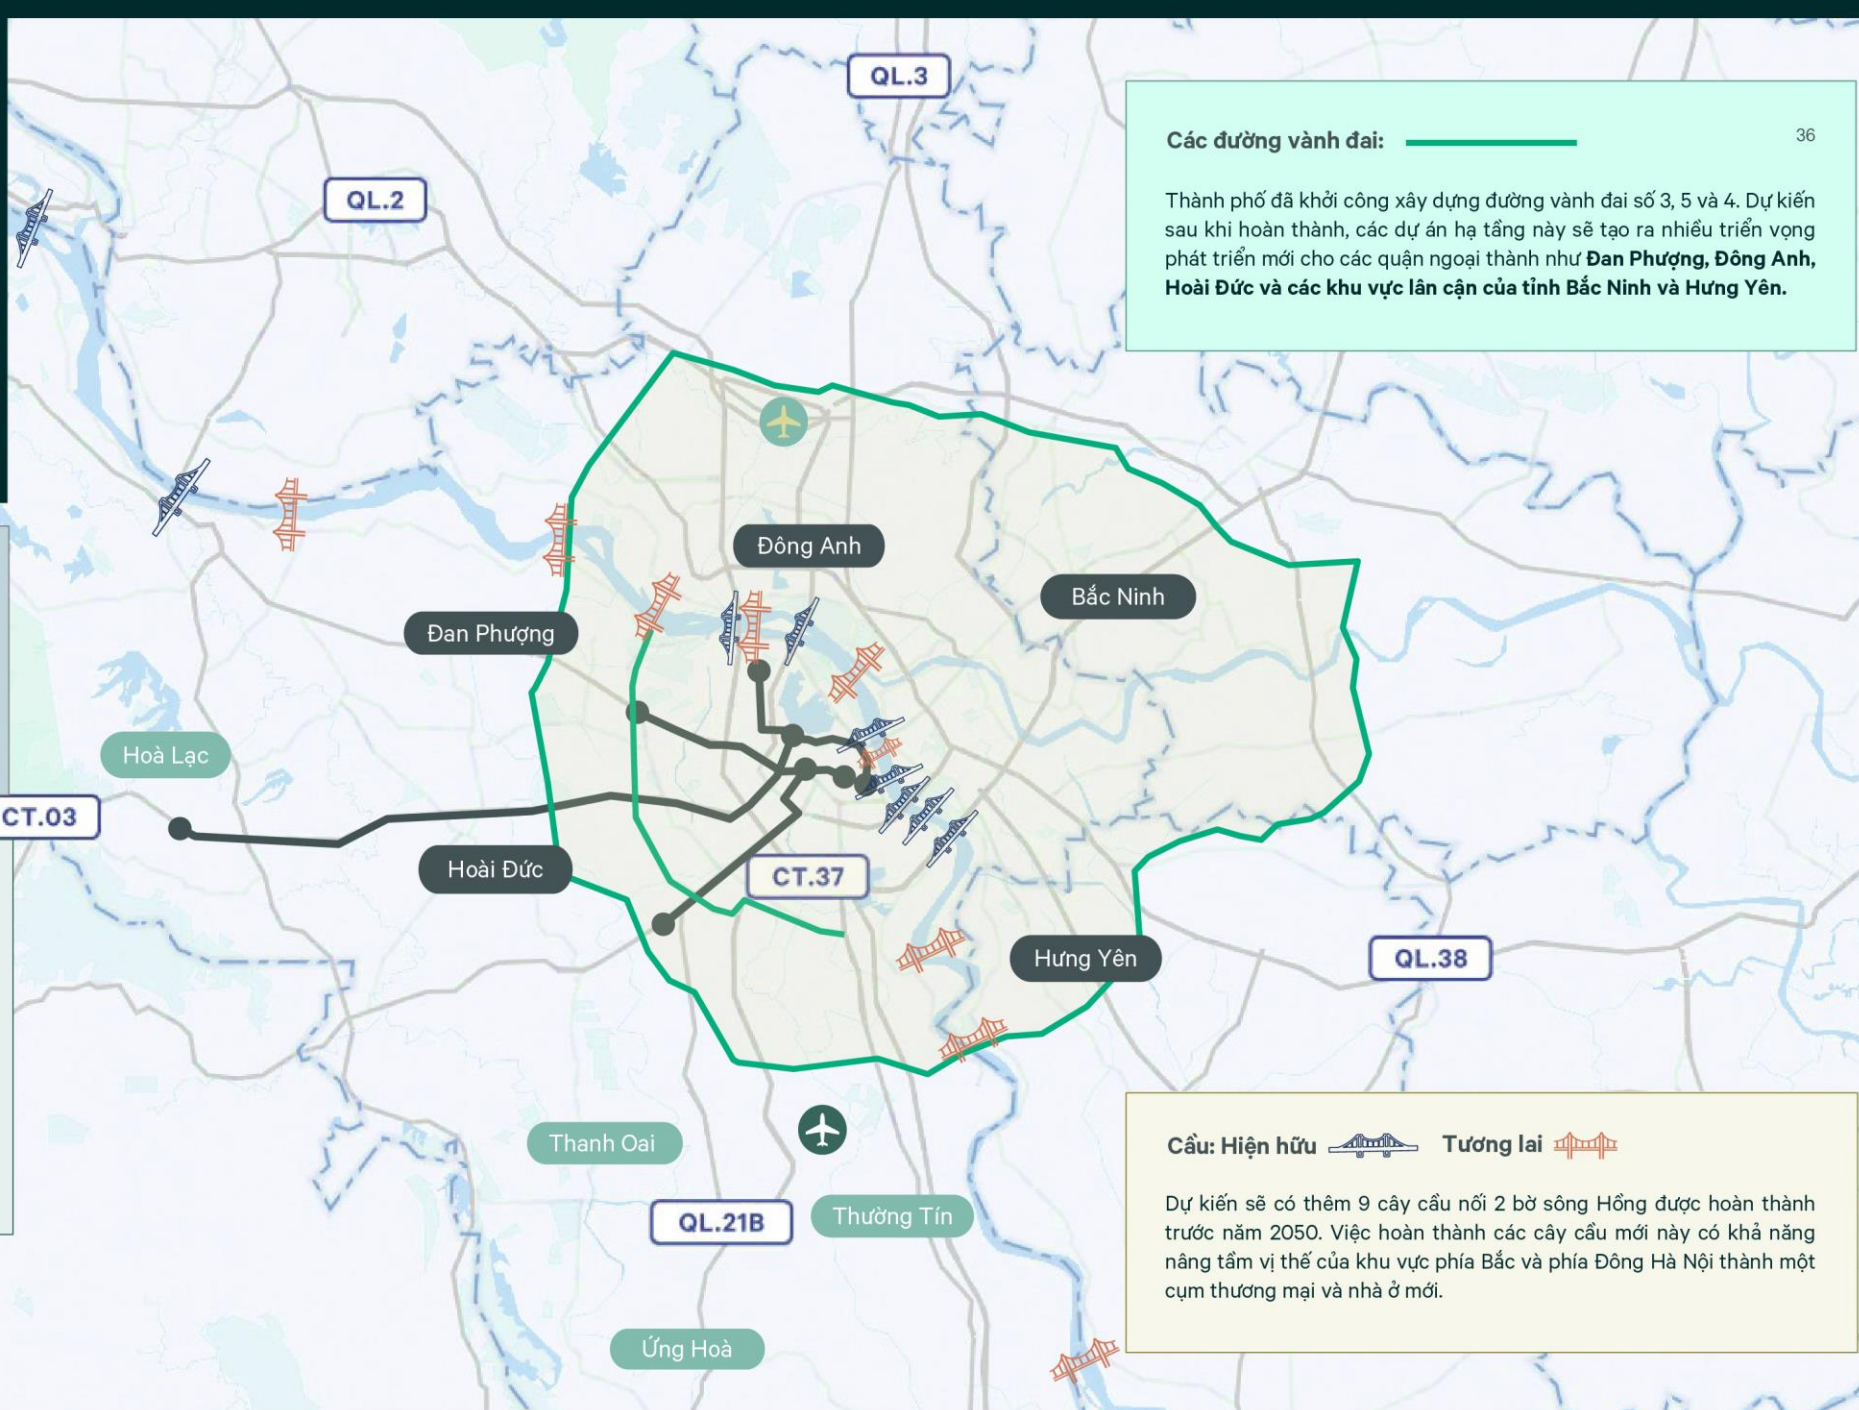 QL.3
Các đường vành đai:
36
Thành phố đã khởi công xây dựng đường vành đai số 3, 5 và 4. Dự kiến
sau khi hoàn thành, các dự án hạ tầng này sẽ tạo ra nhiều triển vọng
phát triển mới cho các quận ngoại thành như Đan Phượng, Đông Anh,
Hoài Đức và các khu vực lân cận của tỉnh Bắc Ninh và Hưng Yên.
QL.2
Đông Anh
Bắc Ninh
Đan Phượng
Hoà Lạc
CT.03
Hoài Đức
CT.37
Hưng Yên
QL.38
Thanh Oai
QL.21B
Thường Tín
Ứng Hoà
Cầu: Hiện hữu
Tương lai
Dự kiến sẽ có thêm 9 cây cầu nối 2 bờ sông Hồng được hoàn thành
trước năm 2050. Việc hoàn thành các cây cầu mới này có khả năng
nâng tầm vị thế của khu vực phía Bắc và phía Đông Hà Nội thành một
cụm thương mại và nhà ở mới.